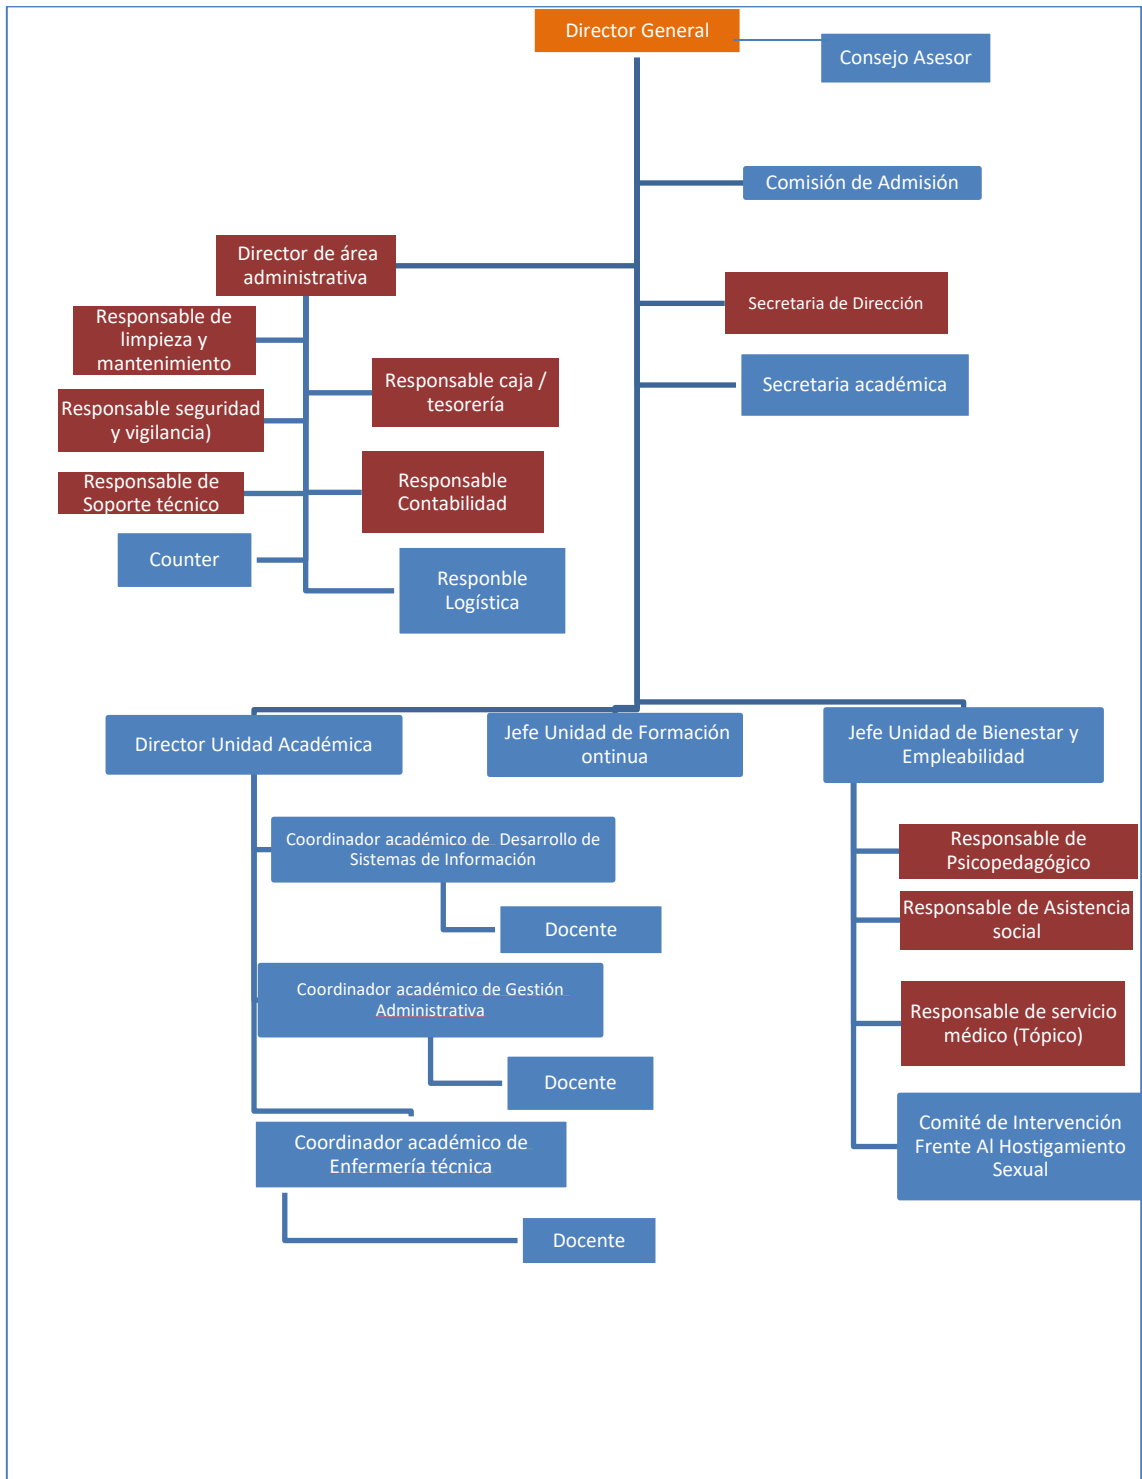 Director General
Consejo Asesor
Comisión de Admisión
Director de área
administrativa
Secretaria de Dirección
Responsable de
limpieza y
mantenimiento
Responsable caja /
tesorería
Secretaria académica
Responsable seguridad
y vigilancia)
Responsable de
Soporte técnico
Responsable
Contabilidad
Counter
Responble
Logística
Director Unidad Académica
Jefe Unidad de Formación
ontinua
Jefe Unidad de Bienestar y
Empleabilidad
Coordinador académico de  Desarrollo de
Sistemas de Información
Docente
Coordinador académico de Gestión
Administrativa
Docente
Coordinador académico de
Enfermería técnica
Docente
Responsable de
Psicopedagógico
Responsable de Asistencia
social
Responsable de servicio
médico (Tópico)
Comité de Intervención
Frente Al Hostigamiento
Sexual